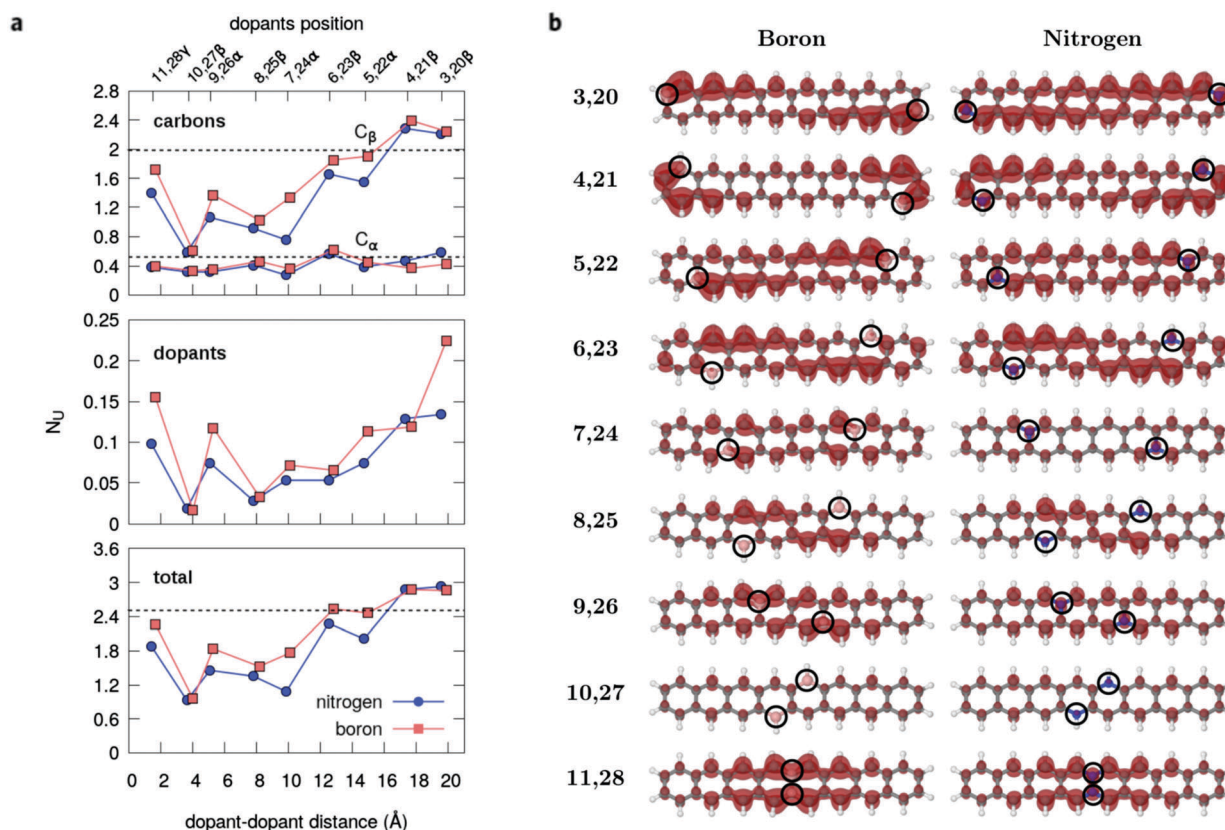 a
dopants position
11,28γ
10,27β
9,26α
8,25β
7,24α
6,23β
5,22α
4,21β
3,20β
2.8
2.4
2
1.6
1.2
0.8
0.4
0
carbons
Cβ
Cα
0.25
0.2
0.15
0.1
0.05
0
dopants
NU
3.6
3
2.4
1.8
1.2
0.6
0
total
nitrogen
boron
0 2 4 6 8 10 12 14 16 18 20
dopant-dopant distance (Å)
b
Boron Nitrogen
3,20
4,21
5,22
6,23
7,24
8,25
9,26
10,27
11,28